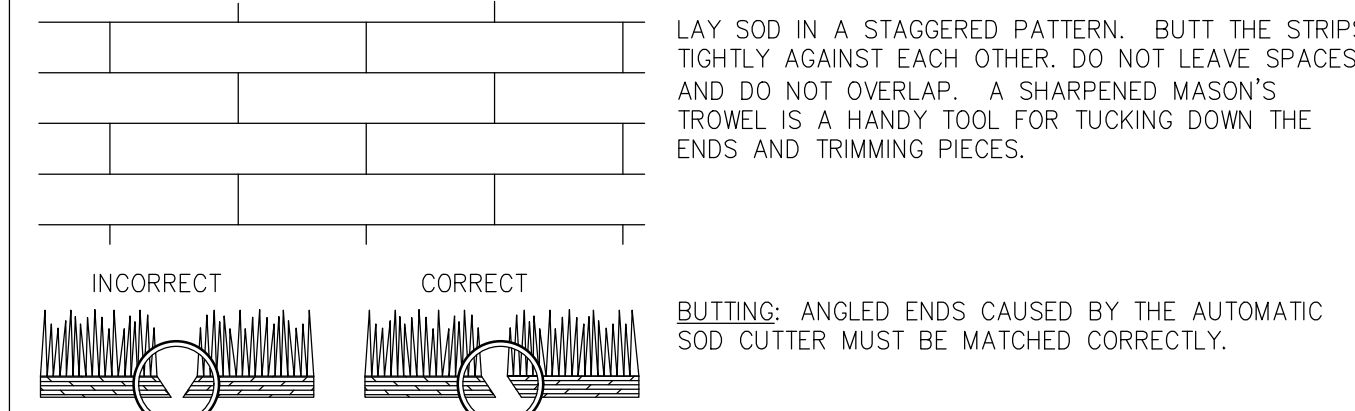 LAY SOD IN A STAGGERED PATTERN. BUTT THE STRIPS
TIGHTLY AGAINST EACH OTHER. DO NOT LEAVE SPACES
AND DO NOT OVERLAP. A SHARPENED MASON'S
TROWEL IS A HANDY TOOL FOR TUCKING DOWN THE
ENDS AND TRIMMING PIECES.
INCORRECT
CORRECT
BUTTING: ANGLED ENDS CAUSED BY THE AUTOMATIC
SOD CUTTER MUST BE MATCHED CORRECTLY.